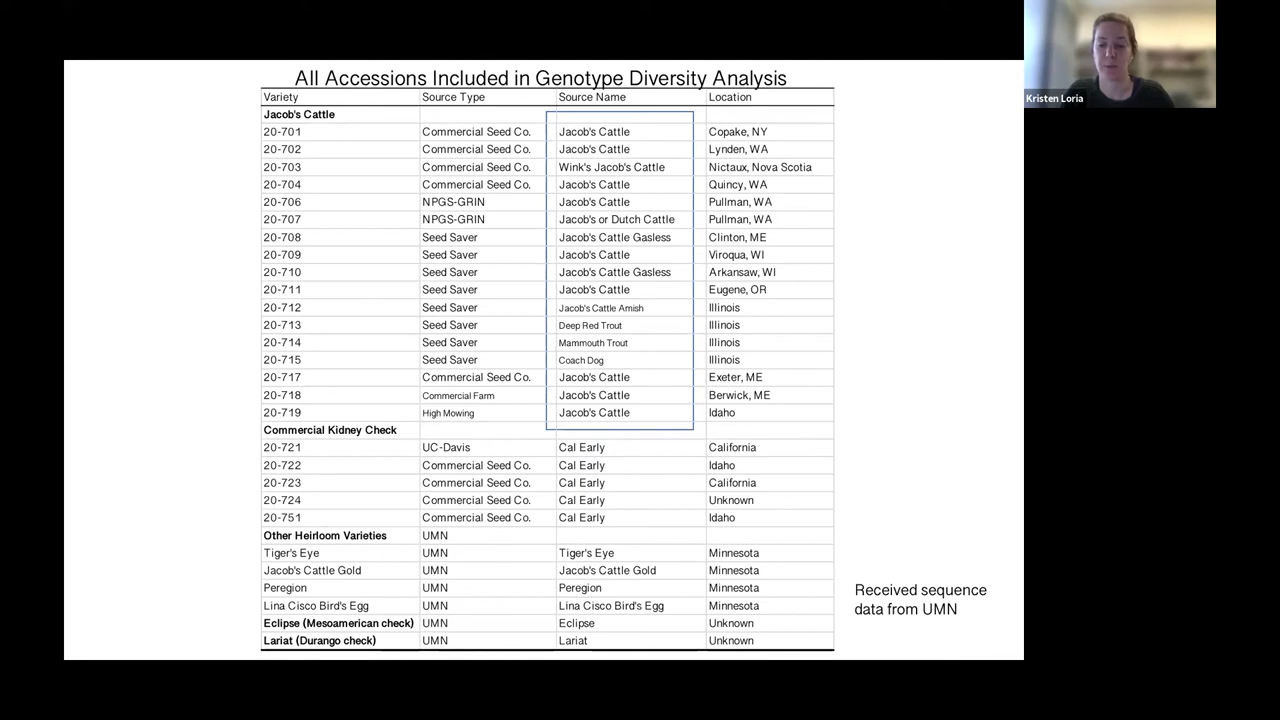 All Accessions Included in Genotype Diversity Analysis
Variety Source Type Source Name Location
Jacob's Cattle
20-701 Commercial Seed Co. Jacob's Cattle Copake, NY
20-702 Commercial Seed Co. Jacob's Cattle Lynden, WA
20-703 Commercial Seed Co. Wink's Jacob's Cattle Nictaux, Nova Scotia
20-704 Commercial Seed Co. Jacob's Cattle Quincy, WA
20-706 NPGS-GRIN Jacob's Cattle Pullman, WA
20-707 NPGS-GRIN Jacob's or Dutch Cattle Pullman, WA
20-708 Seed Saver Jacob's Cattle Gasless Clinton, ME
20-709 Seed Saver Jacob's Cattle Viroqua, WI
20-710 Seed Saver Jacob's Cattle Gasless Arkansaw, WI
20-711 Seed Saver Jacob's Cattle Eugene, OR
20-712 Seed Saver Jacob's Cattle Amish Illinois
20-713 Seed Saver Deep Red Trout Illinois
20-714 Seed Saver Mammouth Trout Illinois
20-715 Seed Saver Coach Dog Illinois
20-717 Commercial Seed Co. Jacob's Cattle Exeter, ME
20-718 Commercial Farm Jacob's Cattle Berwick, ME
20-719 High Mowing Jacob's Cattle Idaho
Commercial Kidney Check
20-721 UC-Davis Cal Early California
20-722 Commercial Seed Co. Cal Early Idaho
20-723 Commercial Seed Co. Cal Early California
20-724 Commercial Seed Co. Cal Early Unknown
20-751 Commercial Seed Co. Cal Early Idaho
Other Heirloom Varieties UMN
Tiger's Eye UMN Tiger's Eye Minnesota
Jacob's Cattle Gold UMN Jacob's Cattle Gold Minnesota
Peregion UMN Peregion Minnesota
Lina Cisco Bird's Egg UMN Lina Cisco Bird's Egg Minnesota
Eclipse (Mesoamerican check) UMN Eclipse Unknown
Lariat (Durango check) UMN Lariat Unknown
Received sequence
data from UMN
Kristen Loria